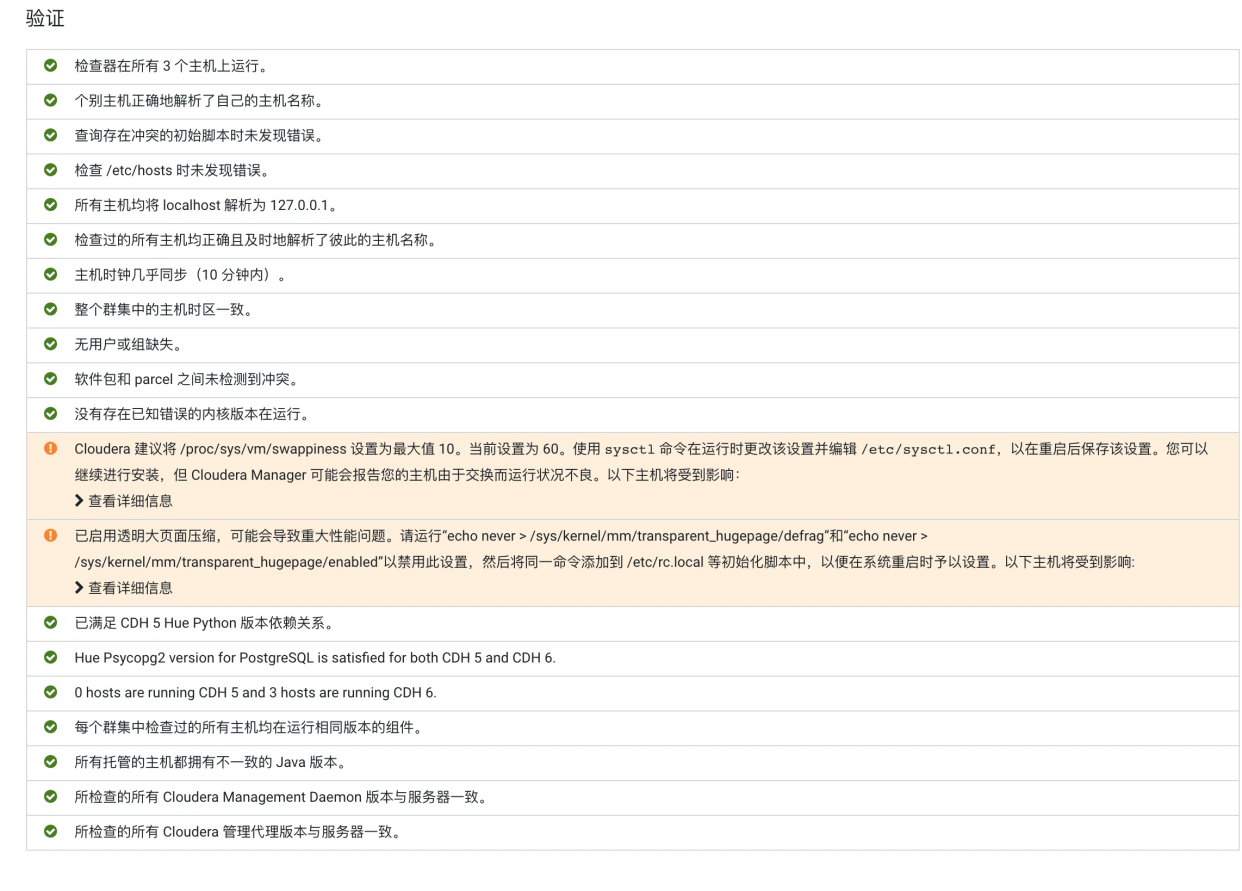 验证
检查器在所有 3 个主机上运行。
个别主机正确地解析了自己的主机名称。
查询存在冲突的初始脚本时未发现错误。
检查 /etc/hosts 时未发现错误。
所有主机均将 localhost 解析为 127.0.0.1。
检查过的所有主机均正确且及时地解析了彼此的主机名称。
主机时钟几乎同步（10 分钟内）。
整个群集中的主机时区一致。
无用户或组缺失。
软件包和 parcel 之间未检测到冲突。
没有存在已知错误的内核版本在运行。
Cloudera 建议将 /proc/sys/vm/swappiness 设置为最大值 10。当前设置为 60。使用 sysctl 命令在运行时更改该设置并编辑 /etc/sysctl.conf，以在重启后保存该设置。您可以
继续进行安装，但 Cloudera Manager 可能会报告您的主机由于交换而运行状况不良。以下主机将受到影响：
查看详细信息
已启用透明大页面压缩，可能会导致重大性能问题。请运行“echo never > /sys/kernel/mm/transparent_hugepage/defrag”和“echo never >
/sys/kernel/mm/transparent_hugepage/enabled”以禁用此设置，然后将同一命令添加到 /etc/rc.local 等初始化脚本中，以便在系统重启时予以设置。以下主机将受到影响:
查看详细信息
已满足 CDH 5 Hue Python 版本依赖关系。
Hue Psycopg2 version for PostgreSQL is satisfied for both CDH 5 and CDH 6.
0 hosts are running CDH 5 and 3 hosts are running CDH 6.
每个群集中检查过的所有主机均在运行相同版本的组件。
所有托管的主机都拥有不一致的 Java 版本。
所检查的所有 Cloudera Management Daemon 版本与服务器一致。
所检查的所有 Cloudera 管理代理版本与服务器一致。